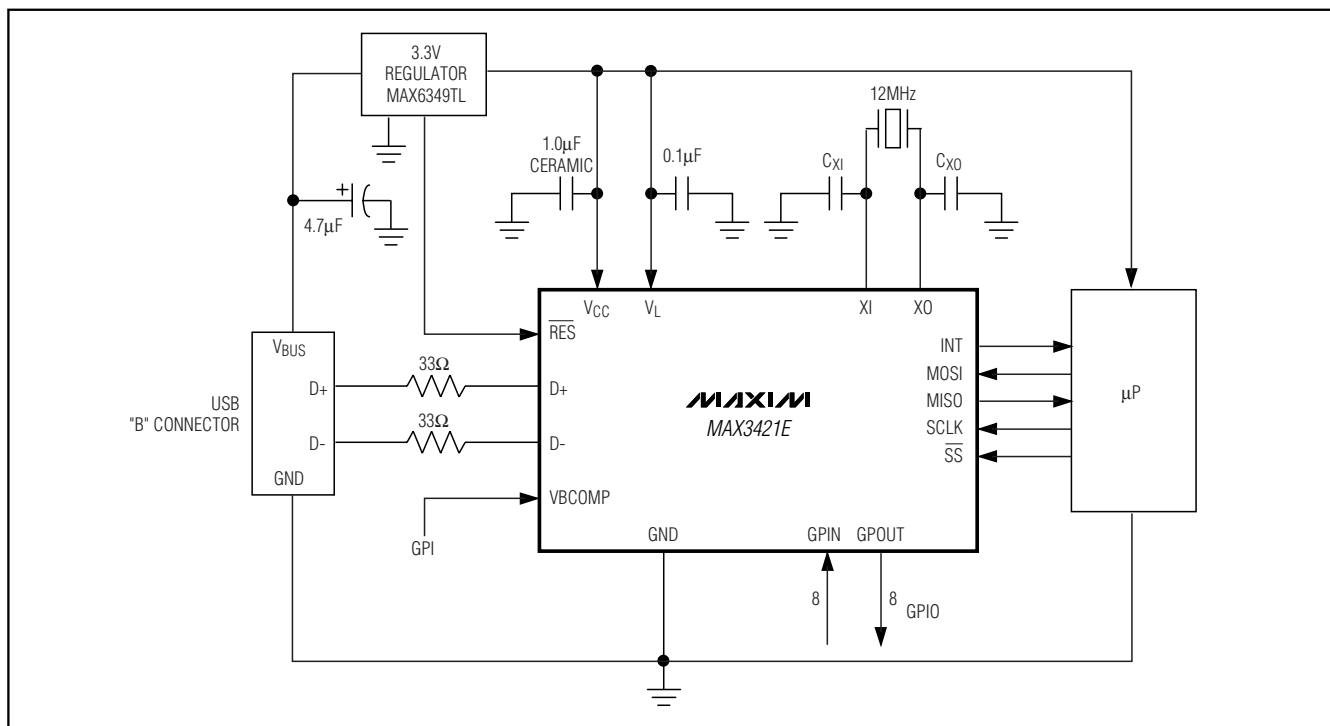 3.3V
REGULATOR
MAX6349TL
12MHz
1.0µF
CERAMIC
0.1µF
CXI
CXO
+
4.7µF
VCC
VL
XI
XO
RES
VBUS
D+
D-
GND
USB
"B" CONNECTOR
33Ω
33Ω
D+
D-
VBCOMP
GPI
MAXIM
MAX3421E
INT
MOSI
MISO
SCLK
SS
µP
GND
GPIN
GPOUT
8
8
GPIO